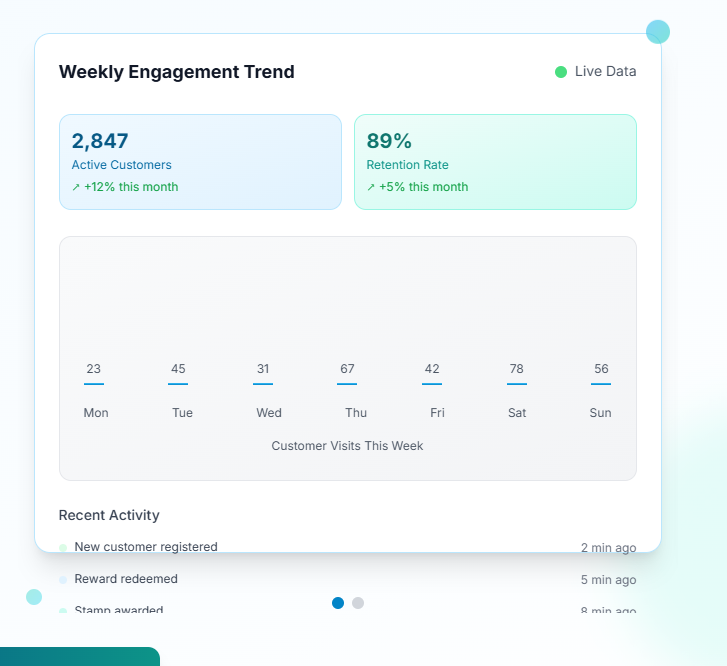 Weekly Engagement Trend
Live Data
2,847
Active Customers
↗ +12% this month
89%
Retention Rate
↗ +5% this month
23 45 31 67 42 78 56
Mon Tue Wed Thu Fri Sat Sun
Customer Visits This Week
Recent Activity
New customer registered 2 min ago
Reward redeemed 5 min ago
Stamp awarded 8 min ago